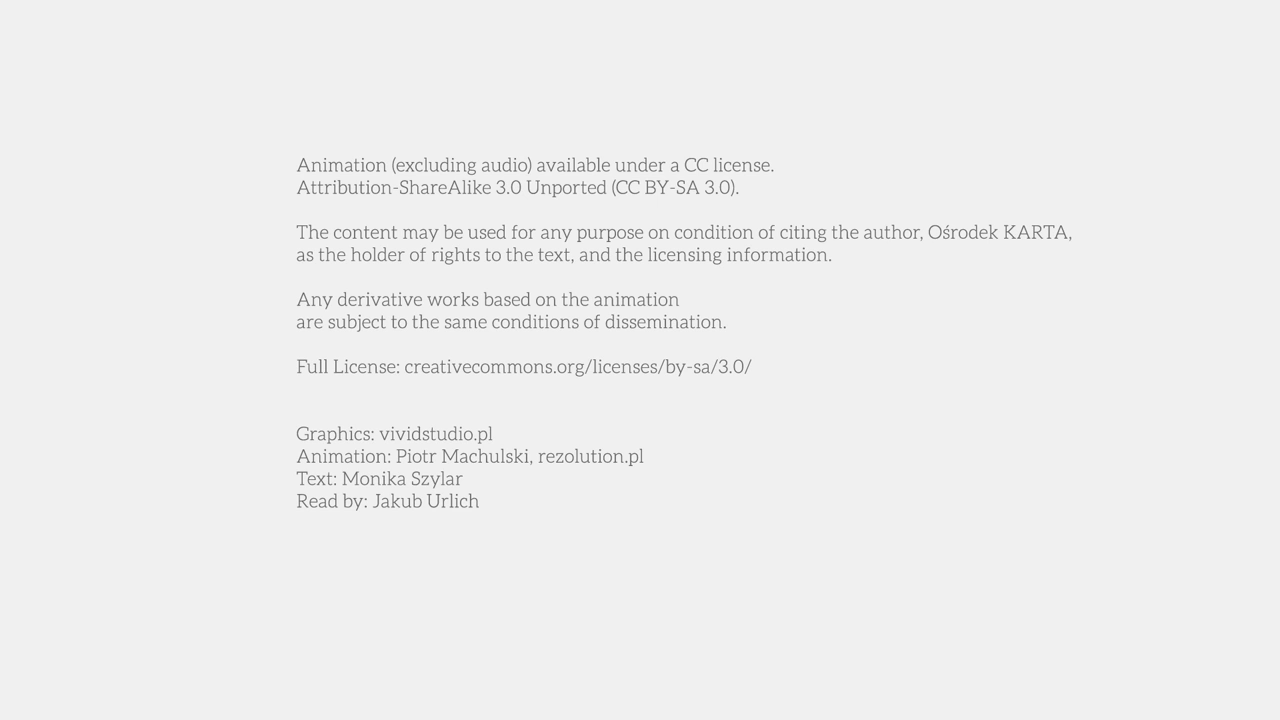 Animation (excluding audio) available under a CC license.
Attribution-ShareAlike 3.0 Unported (CC BY-SA 3.0).
The content may be used for any purpose on condition of citing the author, Ośrodek KARTA,
as the holder of rights to the text, and the licensing information.
Any derivative works based on the animation
are subject to the same conditions of dissemination.
Full License: creativecommons.org/licenses/by-sa/3.0/
Graphics: vividstudio.pl
Animation: Piotr Machulski, rezolution.pl
Text: Monika Szylar
Read by: Jakub Urlich